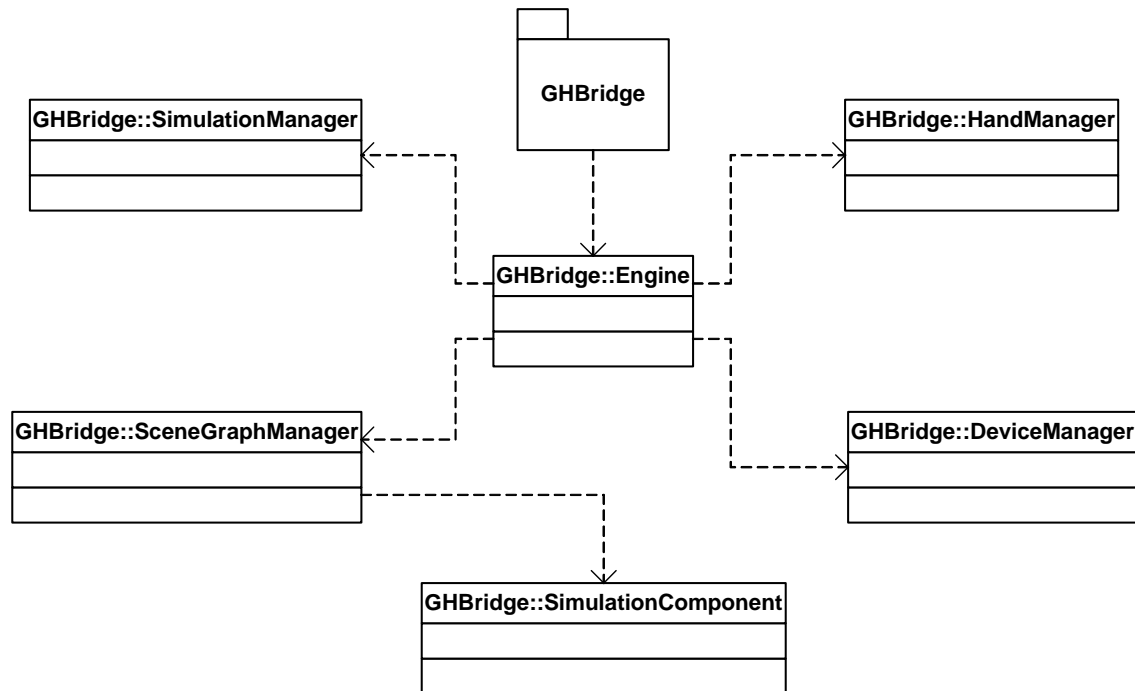 GHBridge
GHBridge::SimulationManager
GHBridge::HandManager
GHBridge::Engine
GHBridge::SceneGraphManager
GHBridge::DeviceManager
GHBridge::SimulationComponent